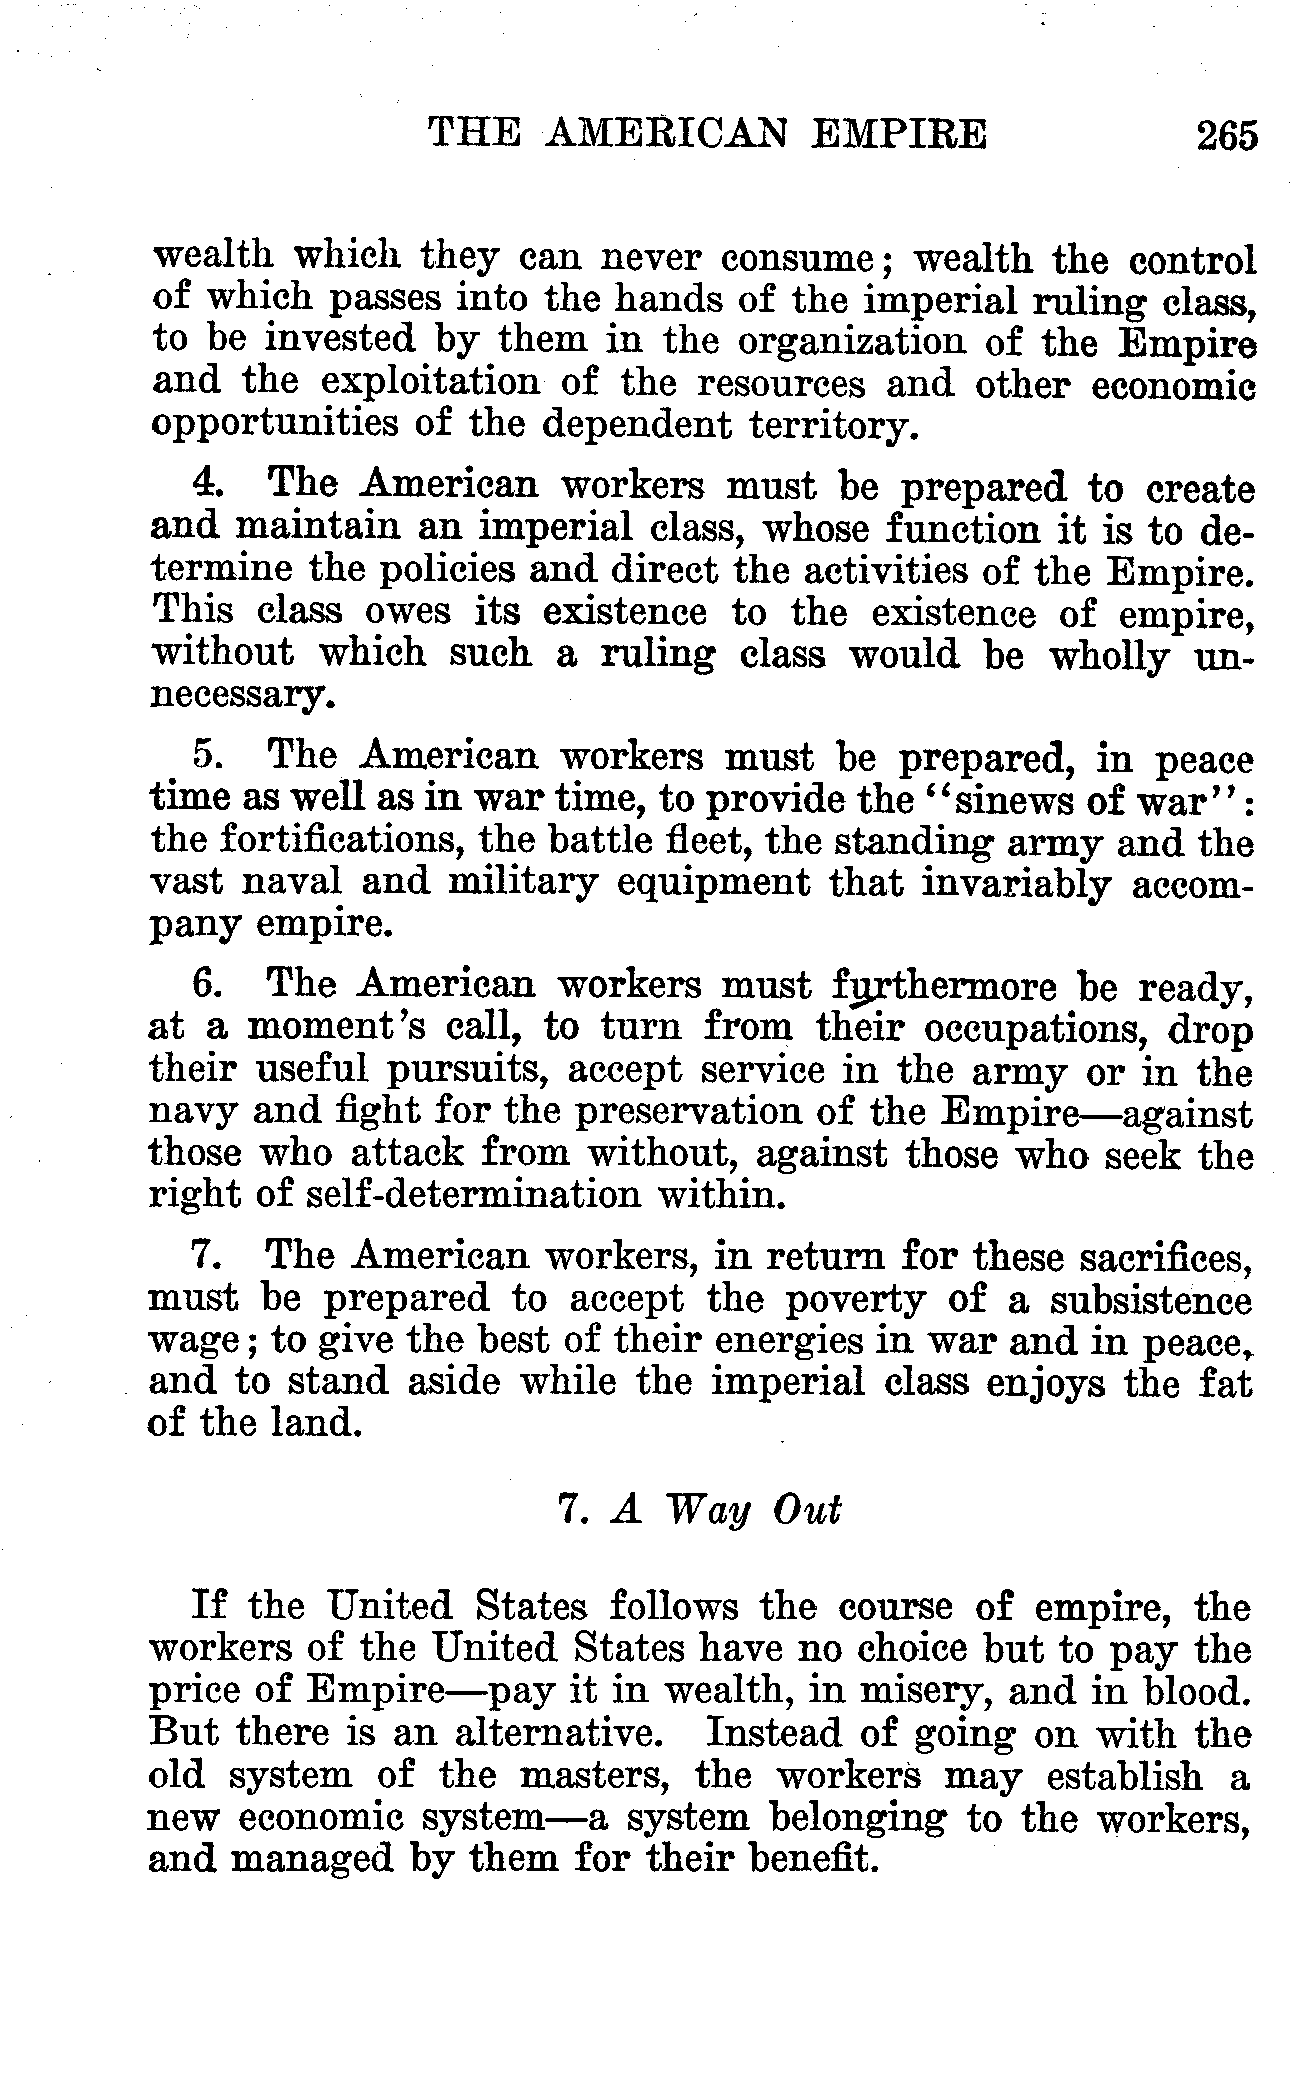 THE AMERICAN EMPIRE 265
wealth which they can never consume; wealth the control
of which passes into the hands of the imperial ruling class,
to be invested by them in the organization of the Empire
and the exploitation of the resources and other economic
opportunities of the dependent territory.
4. The American workers must be prepared to create
and maintain an imperial class, whose function it is to de-
termine the policies and direct the activities of the Empire.
This class owes its existence to the existence of empire,
without which such a ruling class would be wholly un-
necessary.
5. The American workers must be prepared, in peace
time as well as in war time, to provide the "sinews of war":
the fortifications, the battle fleet, the standing army and the
vast naval and military equipment that invariably accom-
pany empire.
6. The American workers must furthermore be ready,
at a moment's call, to turn from their occupations, drop
their useful pursuits, accept service in the army or in the
navy and fight for the preservation of the Empire—against
those who attack from without, against those who seek the
right of self-determination within.
7. The American workers, in return for these sacrifices,
must be prepared to accept the poverty of a subsistence
wage; to give the best of their energies in war and in peace,
and to stand aside while the imperial class enjoys the fat
of the land.
7. A Way Out
If the United States follows the course of empire, the
workers of the United States have no choice but to pay the
price of Empire—pay it in wealth, in misery, and in blood.
But there is an alternative. Instead of going on with the
old system of the masters, the workers may establish a
new economic system—a system belonging to the workers,
and managed by them for their benefit.